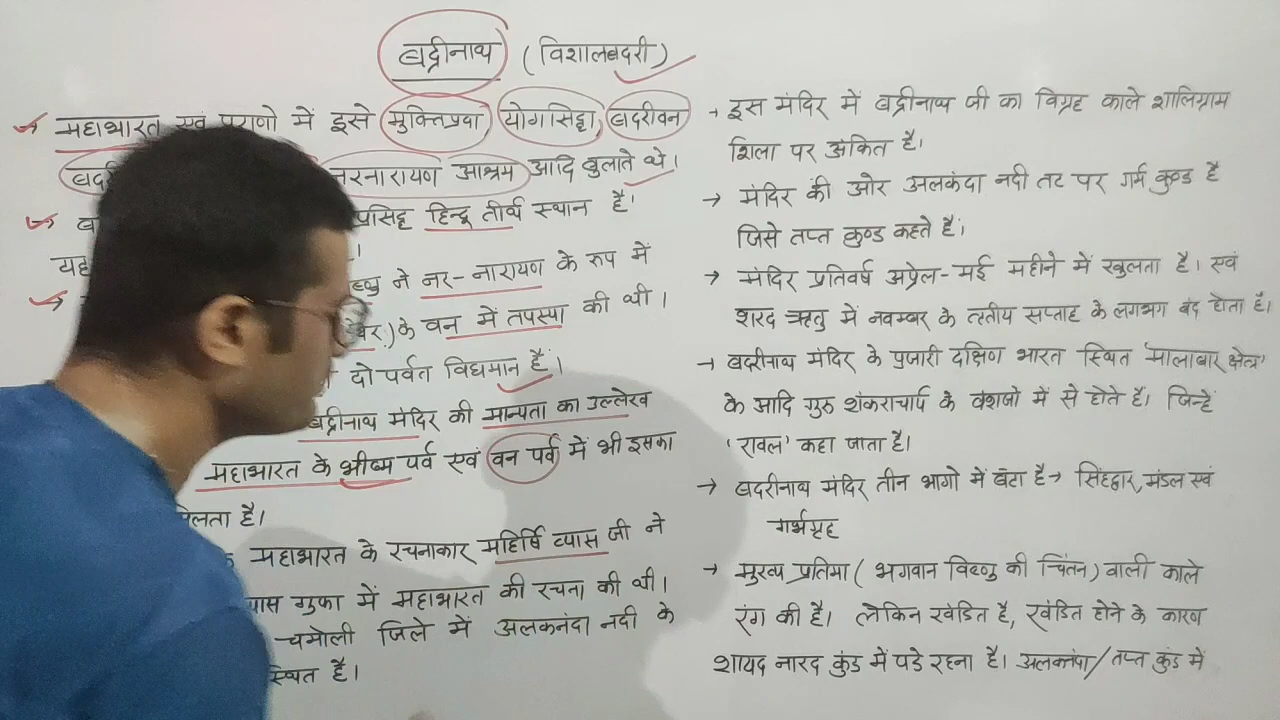 बद्रीनाथ (विशालबदरी)
महाभारत एवं पुराणो में इसे मुक्तिप्रदा, योगसिद्धा, बदरीवन
नरनारायण आश्रम आदि बुलाते थे।
प्रसिद्ध हिन्दू तीर्थ स्थान है।
ने नर-नारायण के रुप में
के वन में तपस्या की थी।
दो पर्वत विद्यमान है।
बद्रीनाथ मंदिर की मान्यता का उल्लेख
महाभारत के भीष्म पर्व एवं वन पर्व में भी इसका
है।
महाभारत के रचनाकार महिर्षि व्यास जी ने
गुफा में महाभारत की रचना की थी।
चमोली जिले में अलकनंदा नदी के
स्थित है।
→ इस मंदिर में बद्रीनाथ जी का विग्रह काले शालिग्राम
शिला पर अंकित है।
→ मंदिर की ओर अलकंदा नदी तट पर गर्म कुण्ड है
जिसे तप्त कुण्ड कहते हैं।
→ मंदिर प्रतिवर्ष अप्रेल-मई महीने में खुलता है। एवं
शरद ऋतु में नवम्बर के तृतीय सप्ताह के लगभग बंद होता है।
→ बदरीनाथ मंदिर के पुजारी दक्षिण भारत स्थित 'मालाबार क्षेत्र'
के आदि गुरु शंकराचार्य के वंशजो में से होते हैं। जिन्हें
'रावल' कहा जाता है।
→ बदरीनाथ मंदिर तीन भागो में बंटा है→ सिंहद्वार, मंडल एवं
गर्भगृह
→ मुख्य प्रतिमा (भगवान विष्णु की चिंतन) वाली काले
रंग की है। लेकिन खंडित है, खंडित होने के कारण
शायद नारद कुंड में पडे रहना है। अलकनंदा/तप्त कुंड में